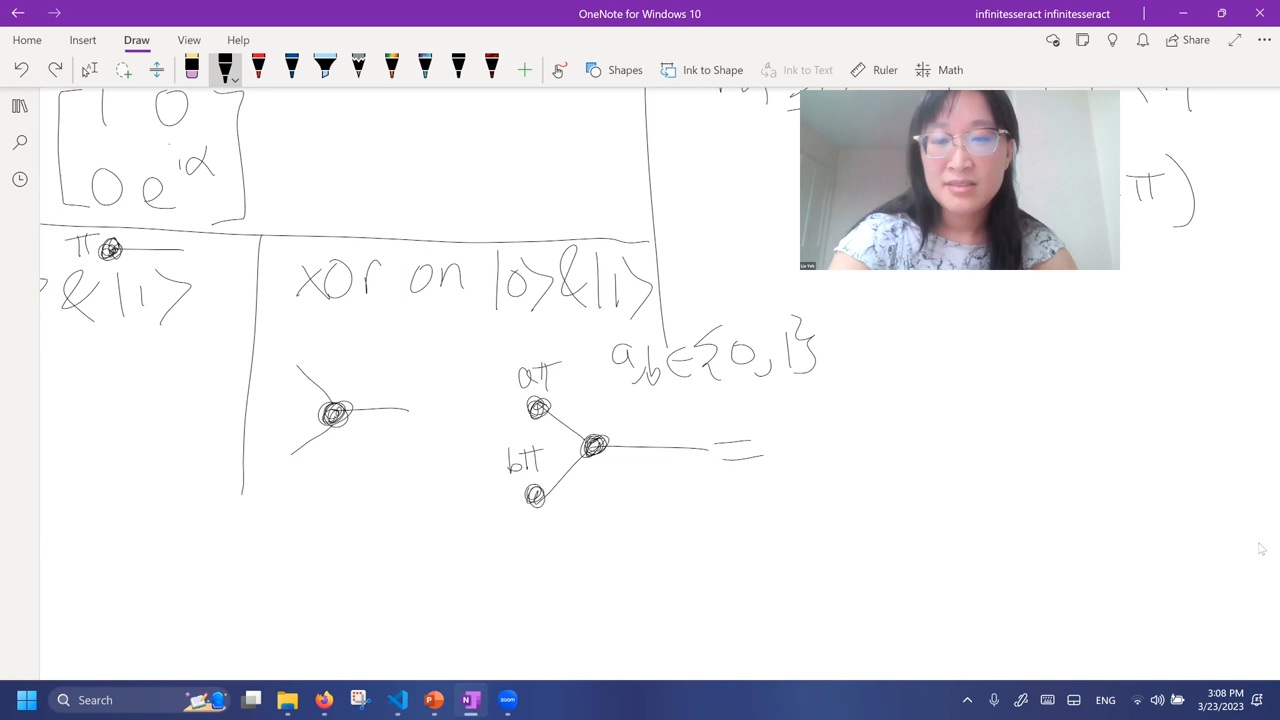 OneNote for Windows 10
infinitesseract infinitesseract
Home Insert Draw View Help
Share
Shapes
Ink to Shape
Ink to Text
Ruler
Math
1 0
0 e^{iα}
π
π)
>&|1>
xOr on |0>&|1>
a,b∈{0,1}
aπ
bπ
=
Lia Yeh
Search
ENG
3:08 PM
3/23/2023